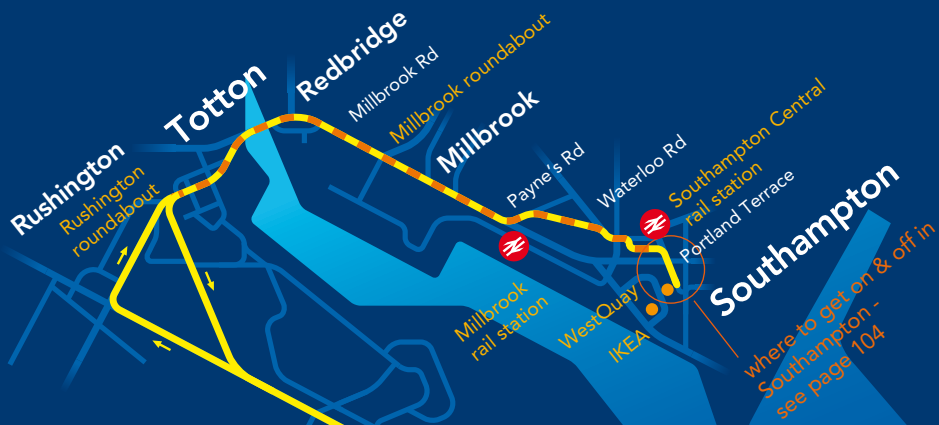 Rushington
Rushington
roundabout
Totton
Redbridge
Millbrook Rd
Millbrook roundabout
Millbrook
Payne's Rd
Waterloo Rd
Southampton Central
rail station
Portland Terrace
Southampton
Millbrook
rail station
WestQuay
IKEA
where to get on & off in
Southampton -
see page 104